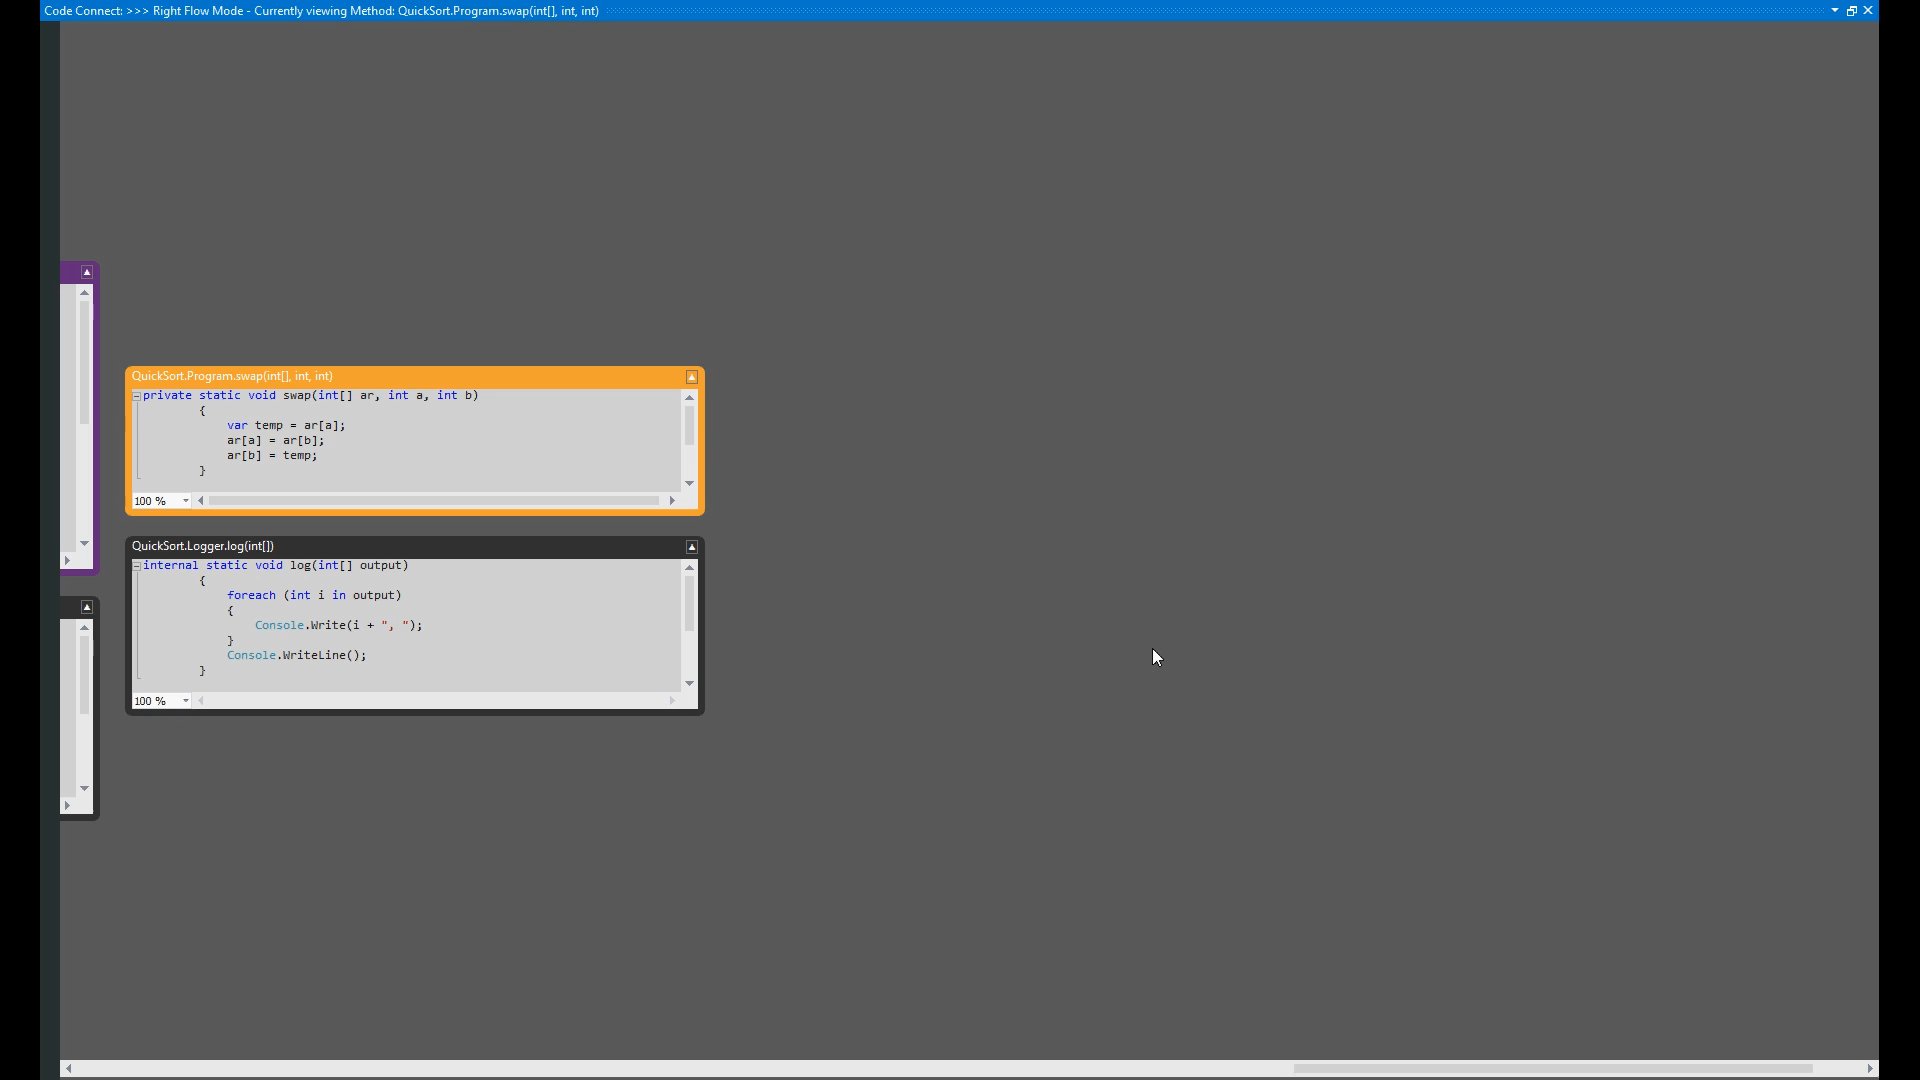 Code Connect: >>> Right Flow Mode - Currently viewing Method: QuickSort.Program.swap(int[], int, int)
QuickSort.Program.swap(int[], int, int)
private static void swap(int[] ar, int a, int b)
{
var temp = ar[a];
ar[a] = ar[b];
ar[b] = temp;
}
100 %
QuickSort.Logger.log(int[])
internal static void log(int[] output)
{
foreach (int i in output)
{
Console.Write(i + ", ");
}
Console.WriteLine();
}
100 %